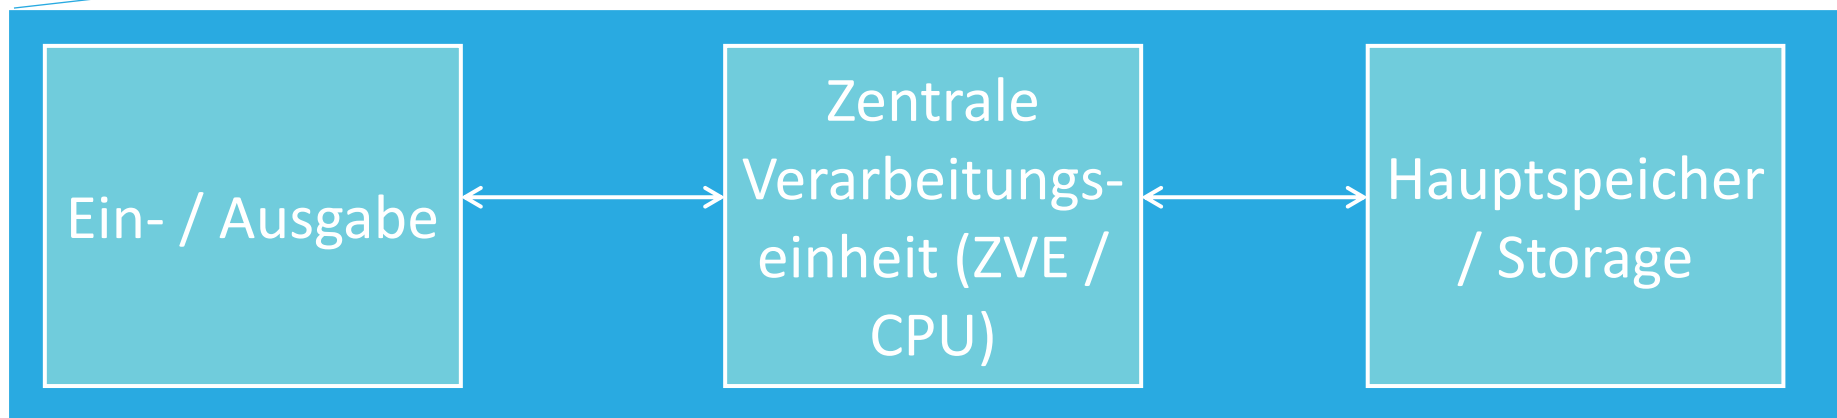 Ein- / Ausgabe
Zentrale
Verarbeitungs-
einheit (ZVE /
CPU)
Hauptspeicher
/ Storage